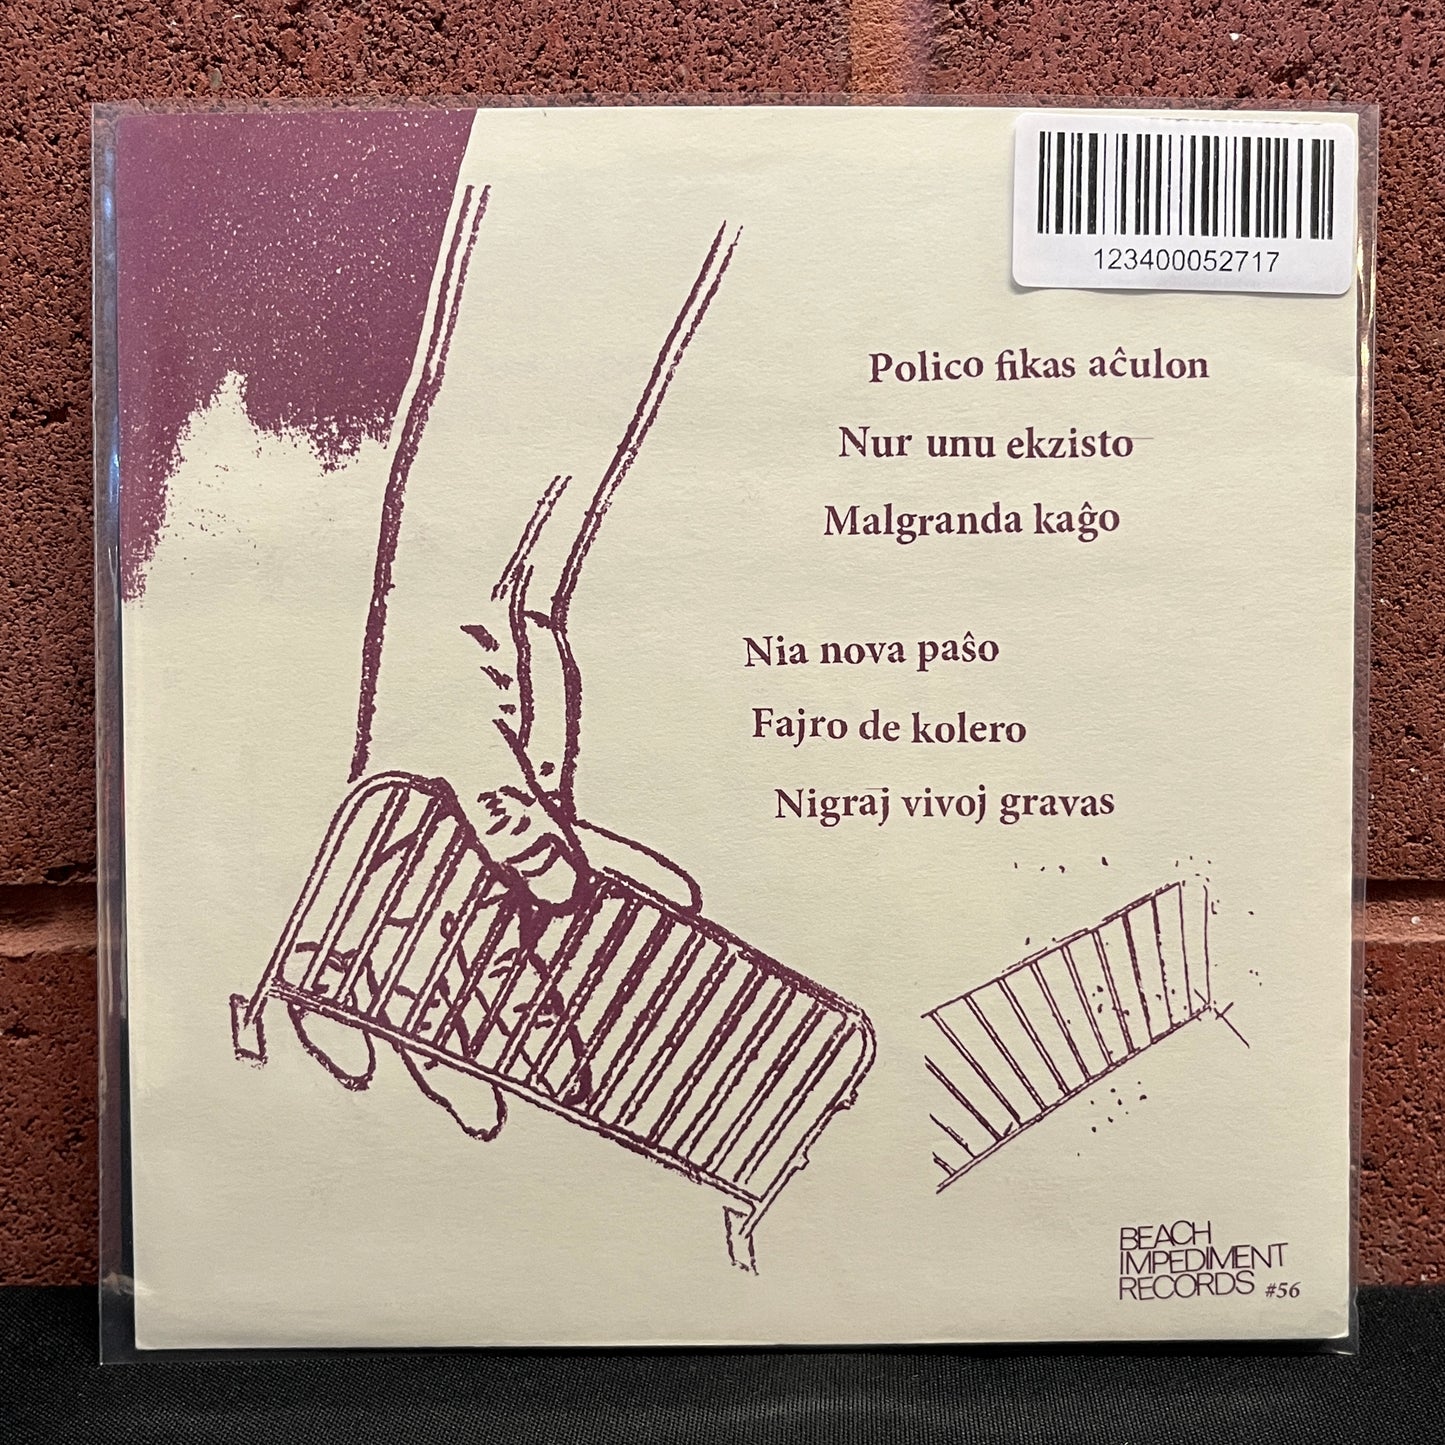 123400052717
Polico fikas aĉulon
Nur unu ekzisto
Malgranda kaĝo
Nia nova paŝo
Fajro de kolero
Nigraj vivoj gravas
BEACH
IMPEDIMENT
RECORDS #56